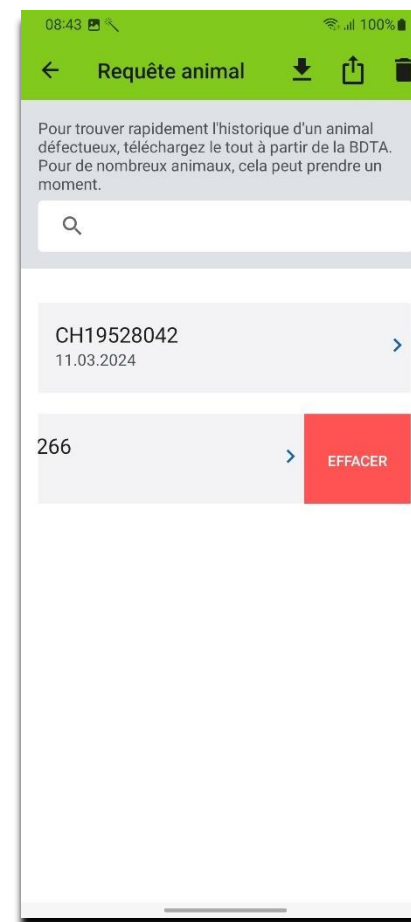 08:43 100%
Requête animal
Pour trouver rapidement l'historique d'un animal
défectueux, téléchargez le tout à partir de la BDTA.
Pour de nombreux animaux, cela peut prendre un
moment.
CH19528042
11.03.2024
266
EFFACER